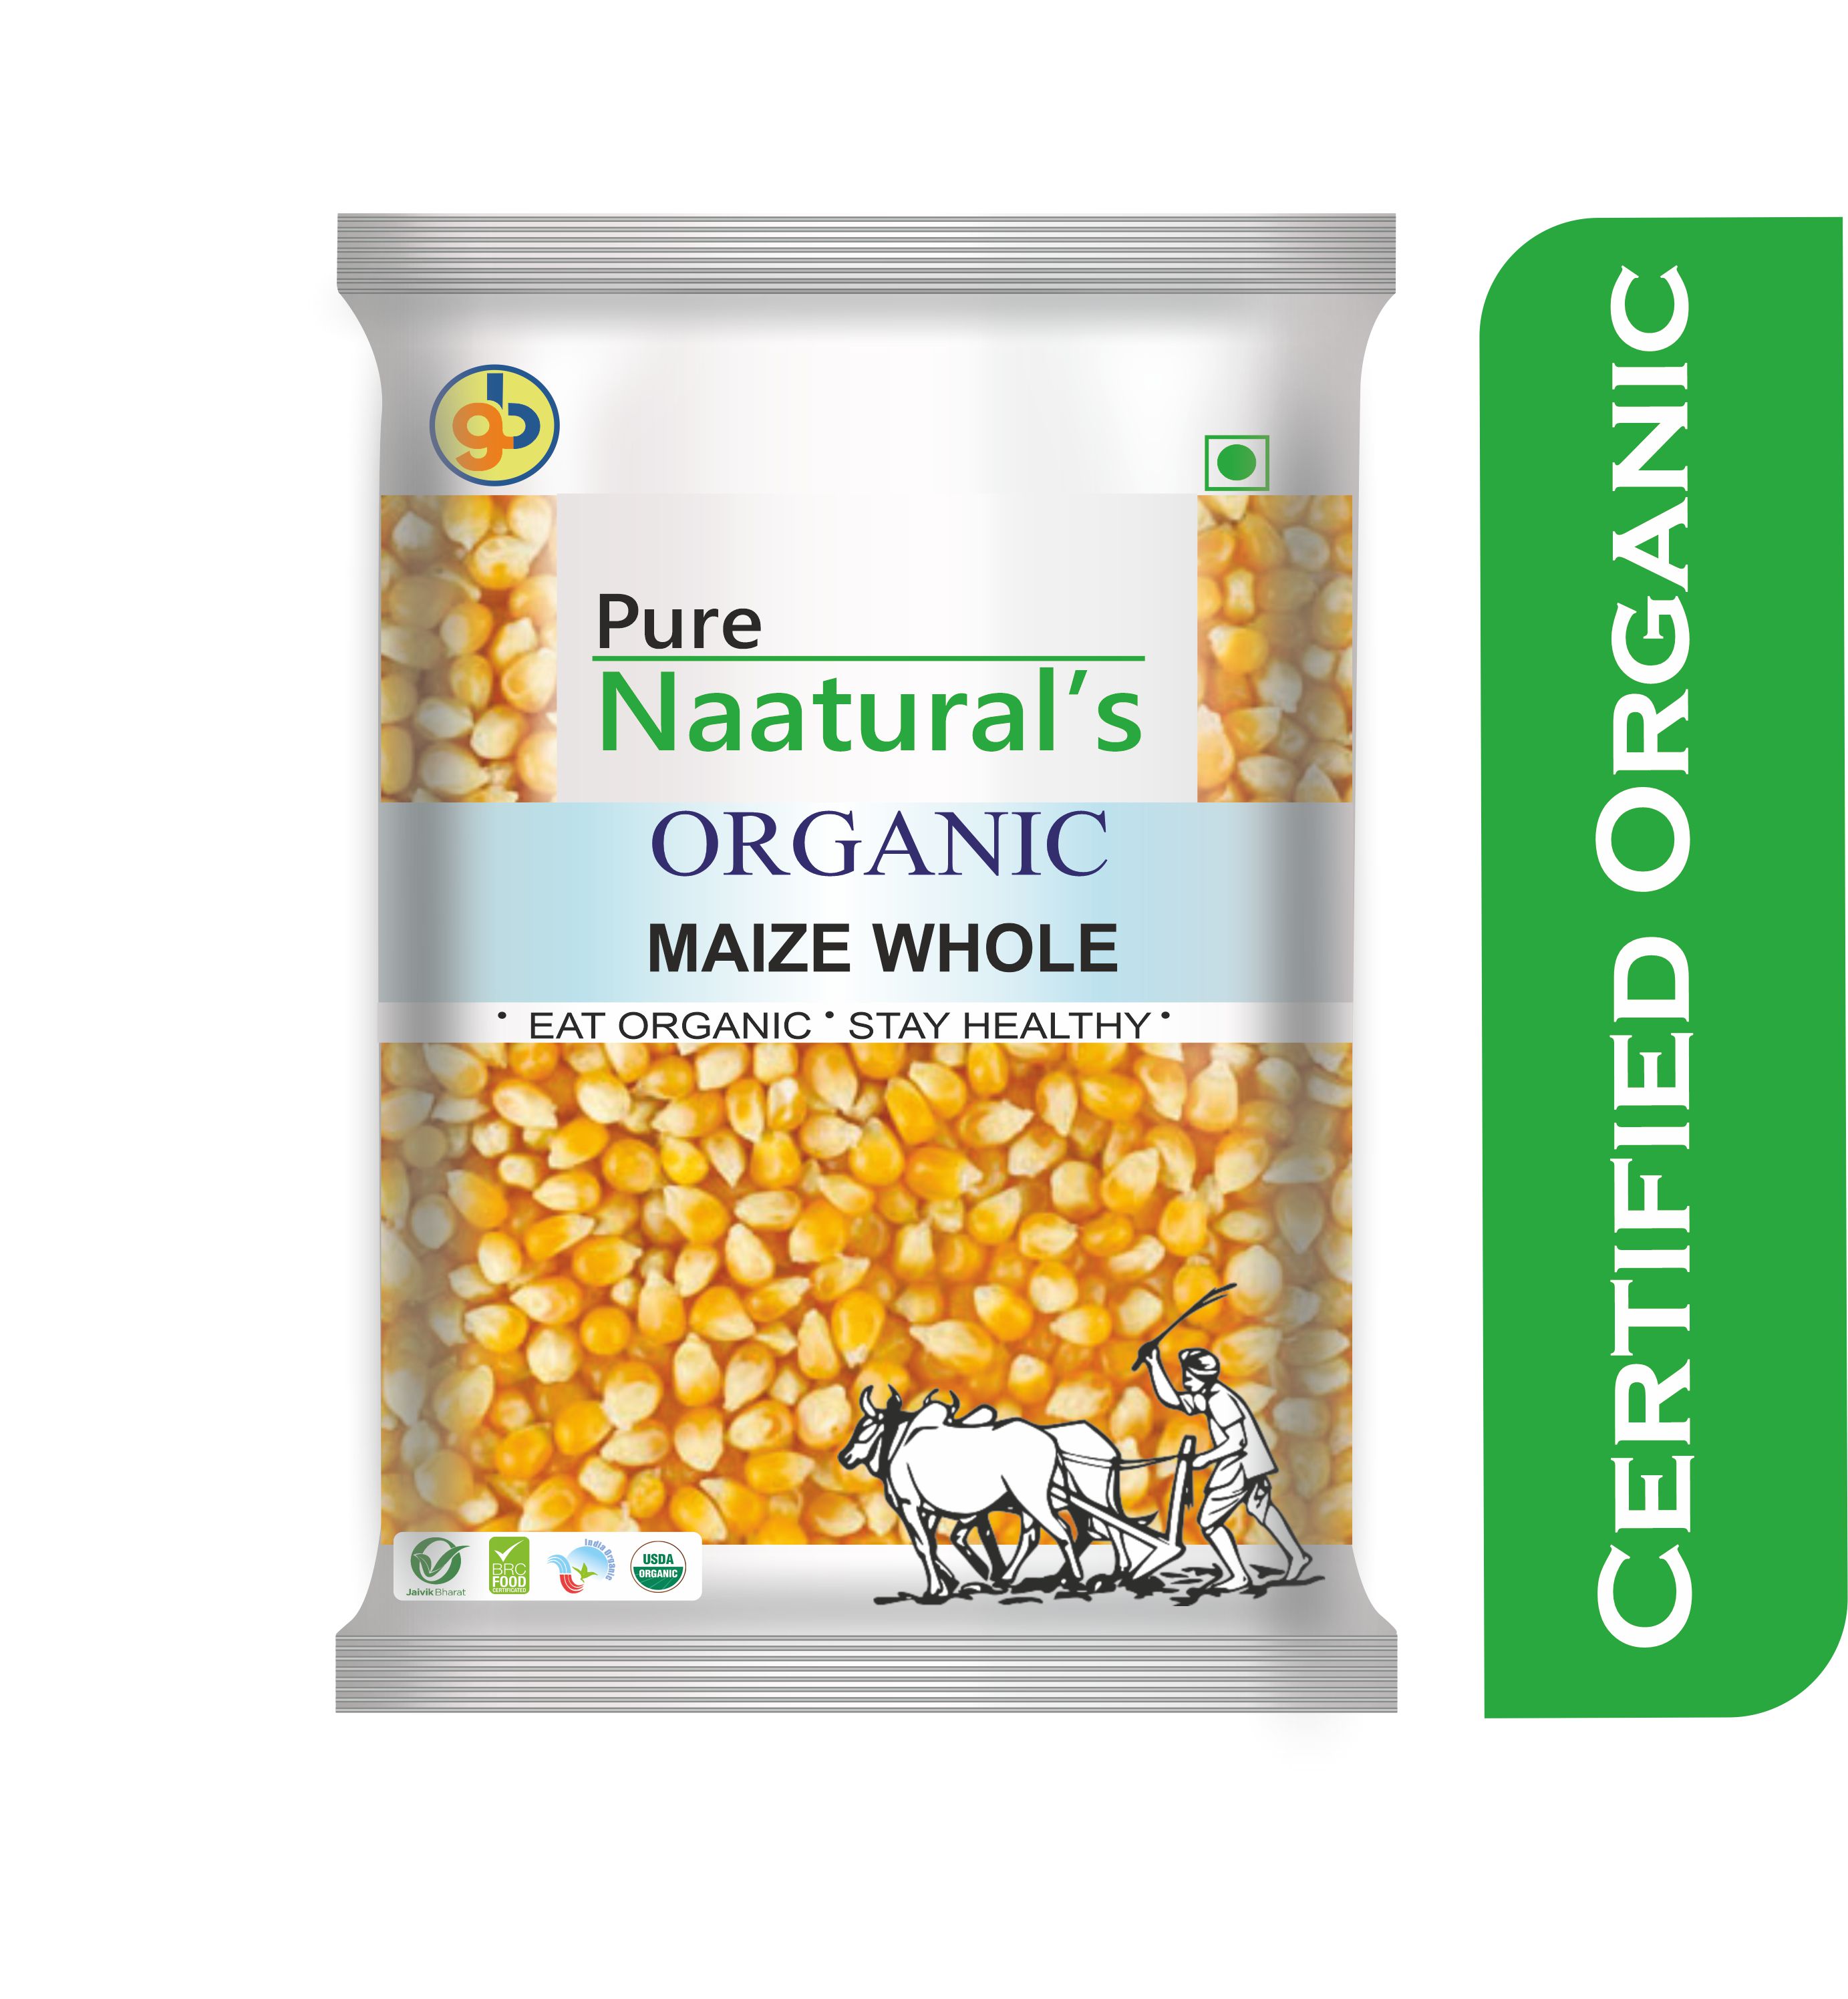 gb
Pure
Naatural's
ORGANIC
MAIZE WHOLE
• EAT ORGANIC • STAY HEALTHY •
Jaivik Bharat
BRC
FOOD
CERTIFICATED
India Organic
USDA
ORGANIC
CERTIFIED ORGANIC